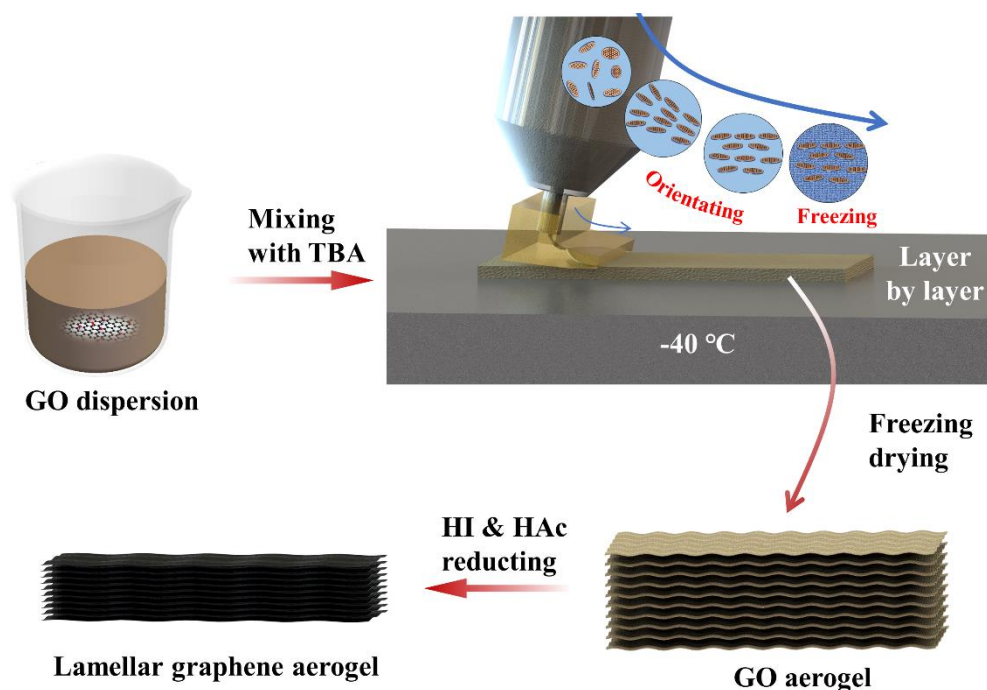 Mixing
with TBA
GO dispersion
Orientating
Freezing
Layer
by layer
-40 °C
Freezing
drying
HI & HAc
reducting
Lamellar graphene aerogel
GO aerogel